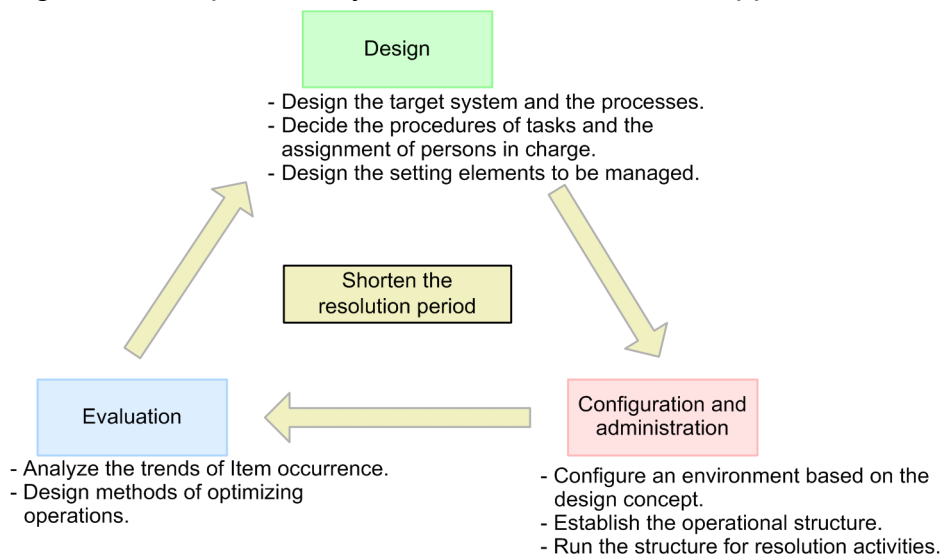 Design
- Design the target system and the processes.
- Decide the procedures of tasks and the
assignment of persons in charge.
- Design the setting elements to be managed.
Shorten the
resolution period
Evaluation
- Analyze the trends of Item occurrence.
- Design methods of optimizing
operations.
Configuration and
administration
- Configure an environment based on the
design concept.
- Establish the operational structure.
- Run the structure for resolution activities.